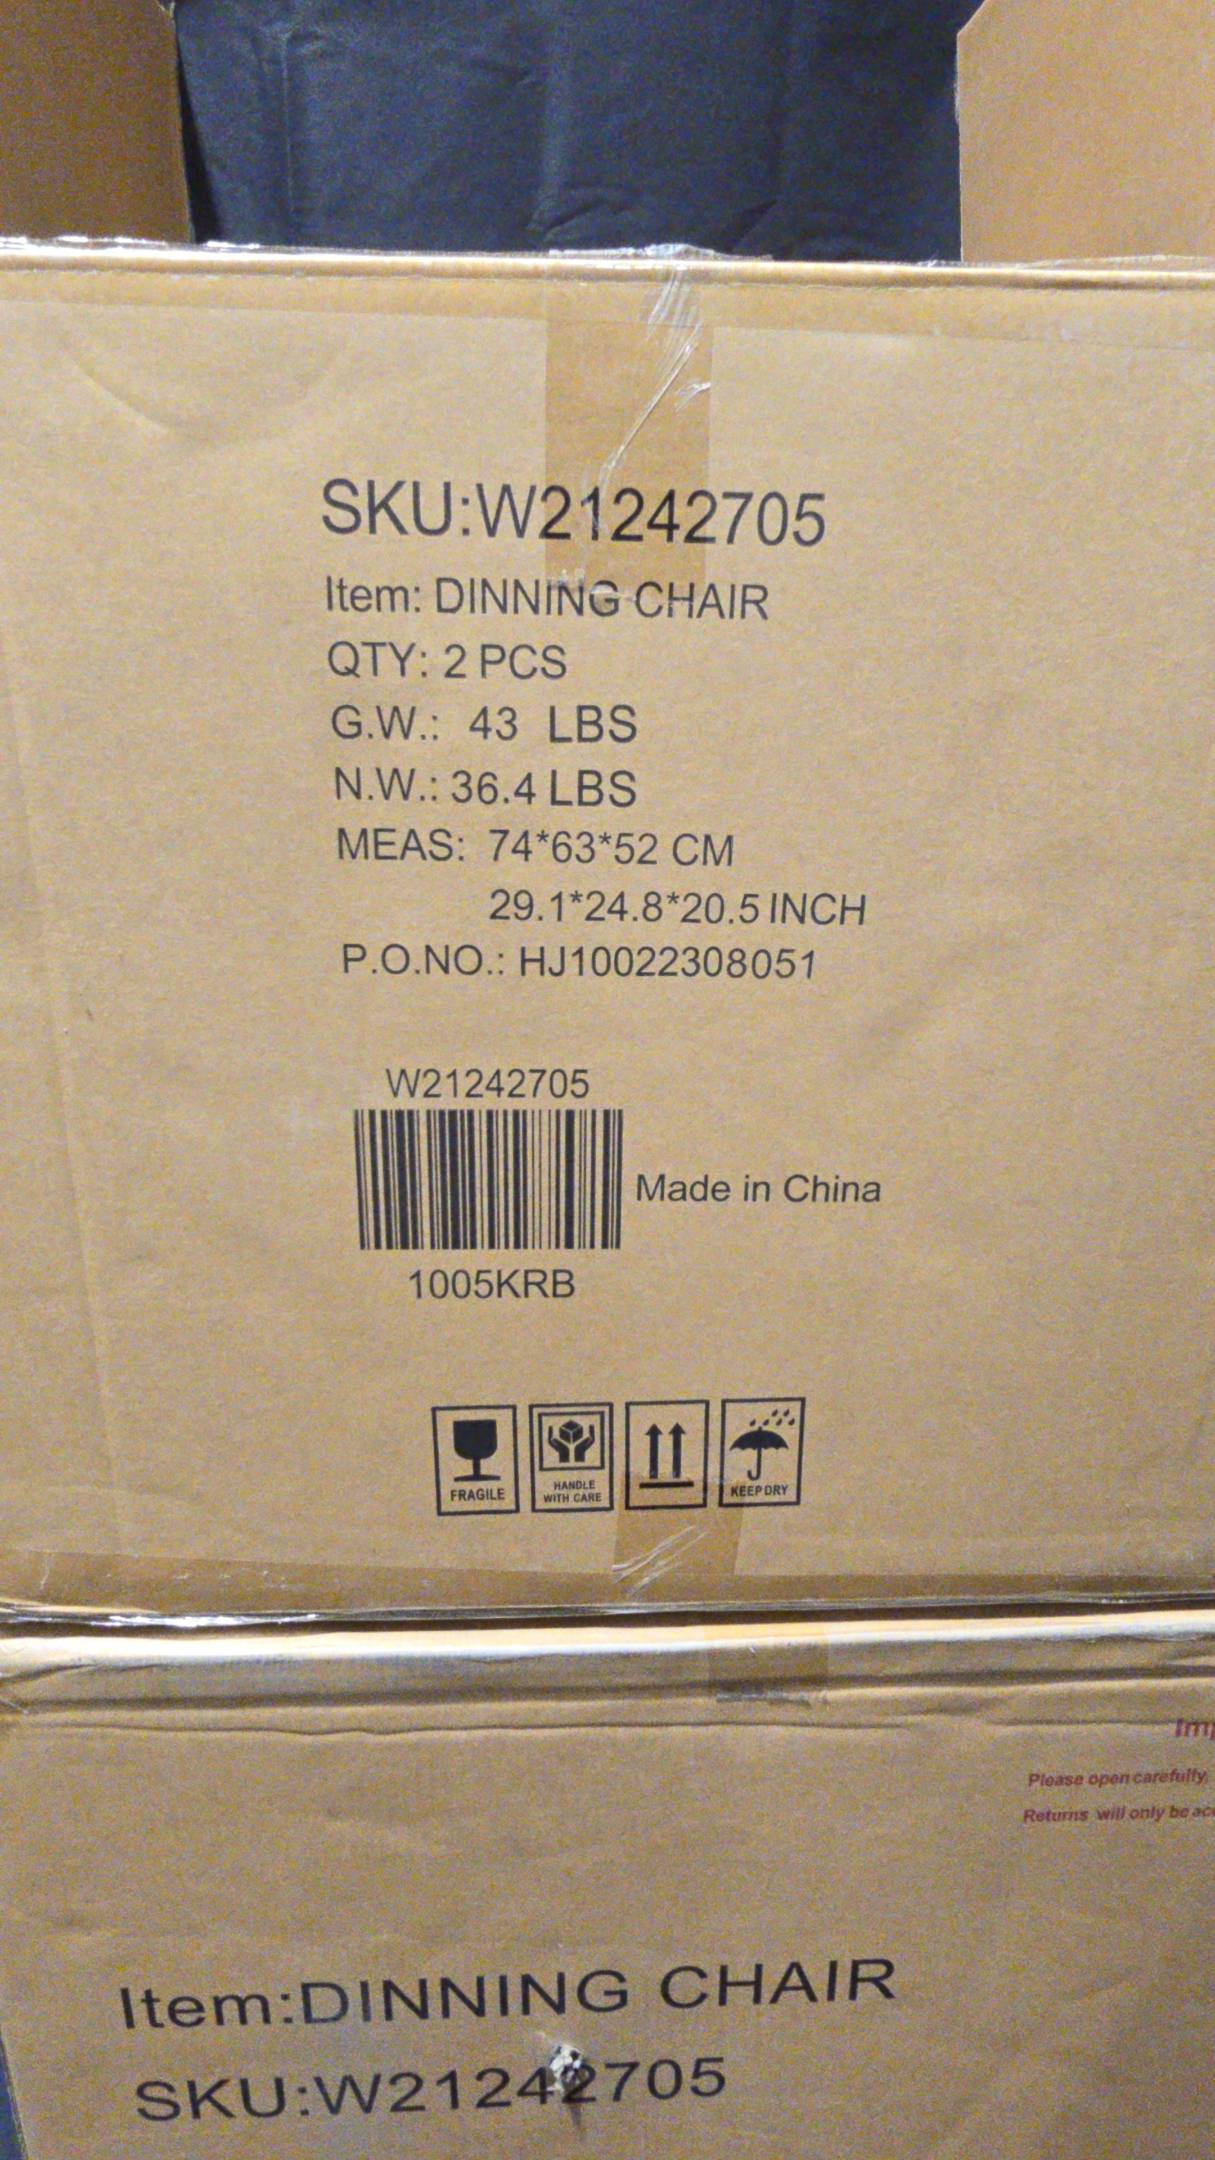 SKU:W21242705
Item: DINNING CHAIR
QTY: 2 PCS
G.W.: 43 LBS
N.W.: 36.4 LBS
MEAS: 74*63*52 CM
29.1*24.8*20.5 INCH
P.O.NO.: HJ10022308051
W21242705
Made in China
1005KRB
FRAGILE
HANDLE
WITH CARE
KEEP DRY
Please open carefully,
Returns will only be
Item:DINNING CHAIR
SKU:W21242705